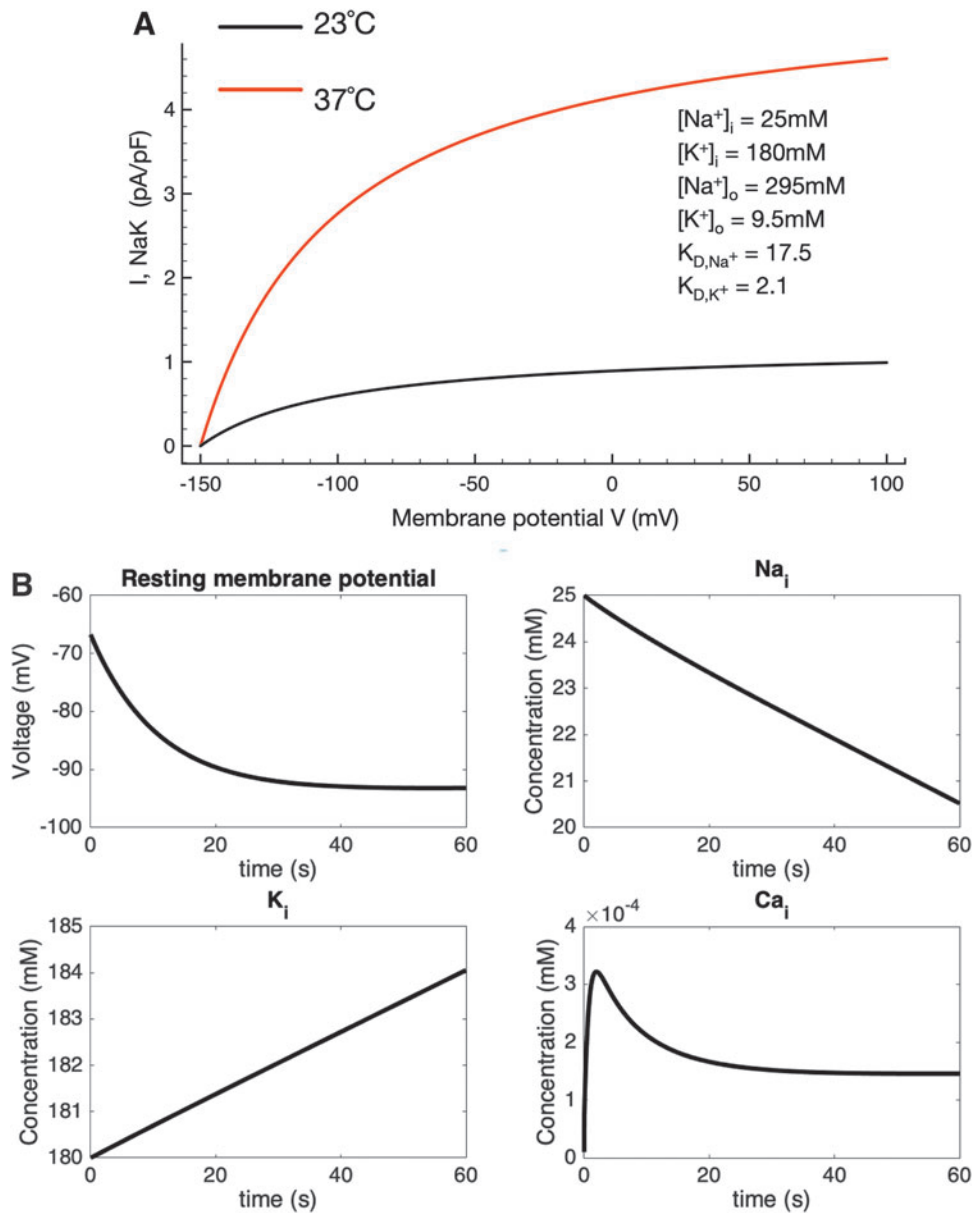 A
23°C
37°C
I, NaK (pA/pF)
4
3
2
1
0
[Na⁺]ᵢ = 25mM
[K⁺]ᵢ = 180mM
[Na⁺]ₒ = 295mM
[K⁺]ₒ = 9.5mM
K_D,Na⁺ = 17.5
K_D,K⁺ = 2.1
-150 -100 -50 0 50 100
Membrane potential V (mV)
B
Resting membrane potential
Voltage (mV)
-60
-70
-80
-90
-100
0 20 40 60
time (s)
Naᵢ
Concentration (mM)
25
24
23
22
21
20
0 20 40 60
time (s)
Kᵢ
Concentration (mM)
185
184
183
182
181
180
0 20 40 60
time (s)
Caᵢ
×10⁻⁴
Concentration (mM)
4
3
2
1
0
0 20 40 60
time (s)